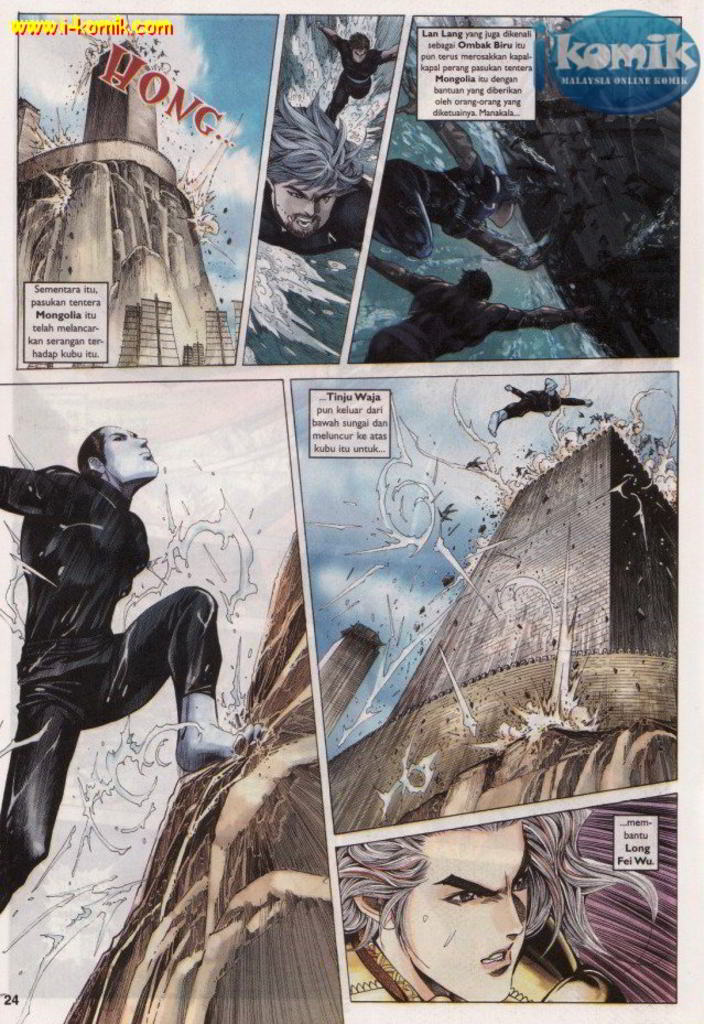 www.i-komik.com
i komik
MALAYSIA ONLINE KOMIK
HONG..
Sementara itu,
pasukan tentera
Mongolia itu
telah melancar-
kan serangan ter-
hadap kubu itu.
Lan Lang yang juga dikenali
sebagai Ombak Biru itu
pun terus merosakkan kapal-
kapal perang pasukan tentera
Mongolia itu dengan
bantuan yang diberikan
oleh orang-orang yang
diketuainya. Manakala...
...Tinju Waja
pun keluar dari
bawah sungai dan
meluncur ke atas
kubu itu untuk...
...mem-
bantu
Long
Fei Wu.
24